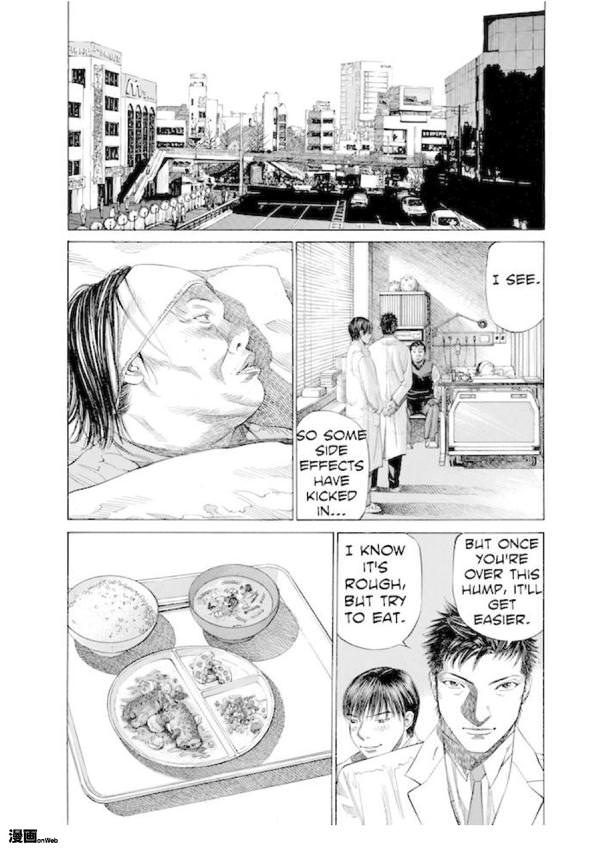 I SEE.
SO SOME
SIDE
EFFECTS
HAVE
KICKED
IN...
BUT ONCE
YOU'RE
OVER THIS
HUMP, IT'LL
GET
EASIER.
I KNOW
IT'S
ROUGH,
BUT TRY
TO EAT.
漫画onWeb